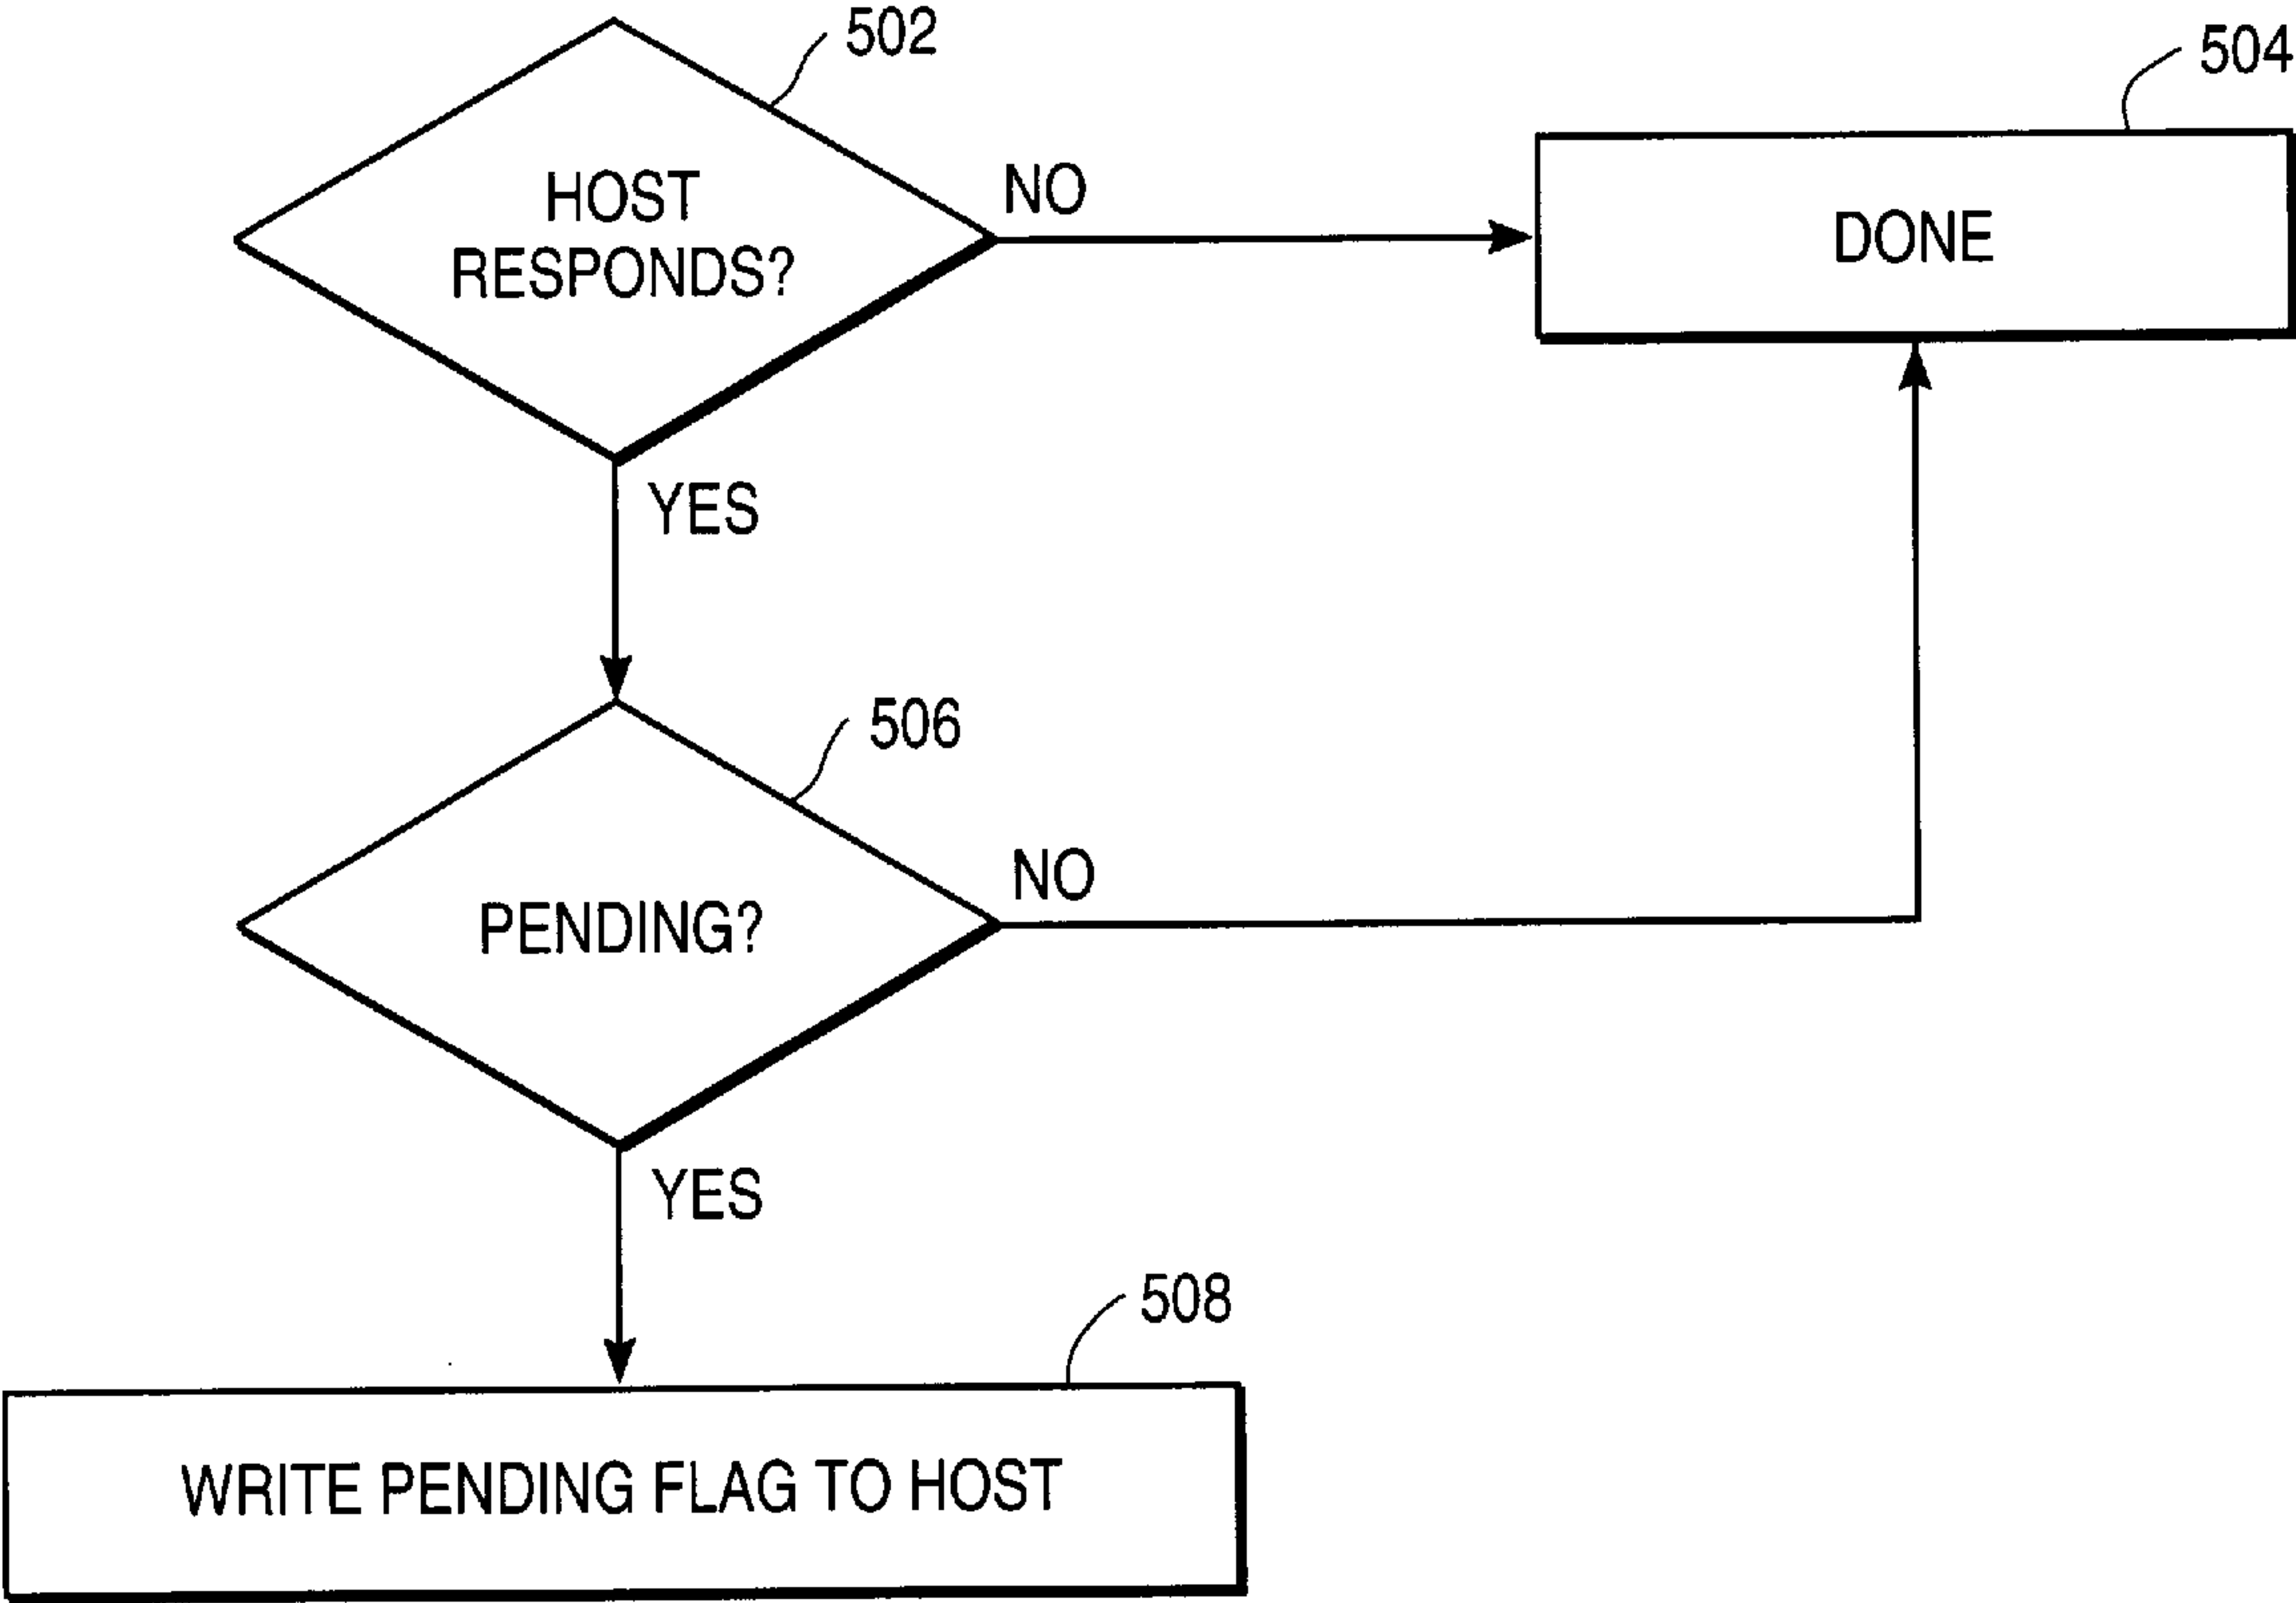 502
504
HOST
RESPONDS?
NO
DONE
YES
506
NO
PENDING?
YES
508
WRITE PENDING FLAG TO HOST